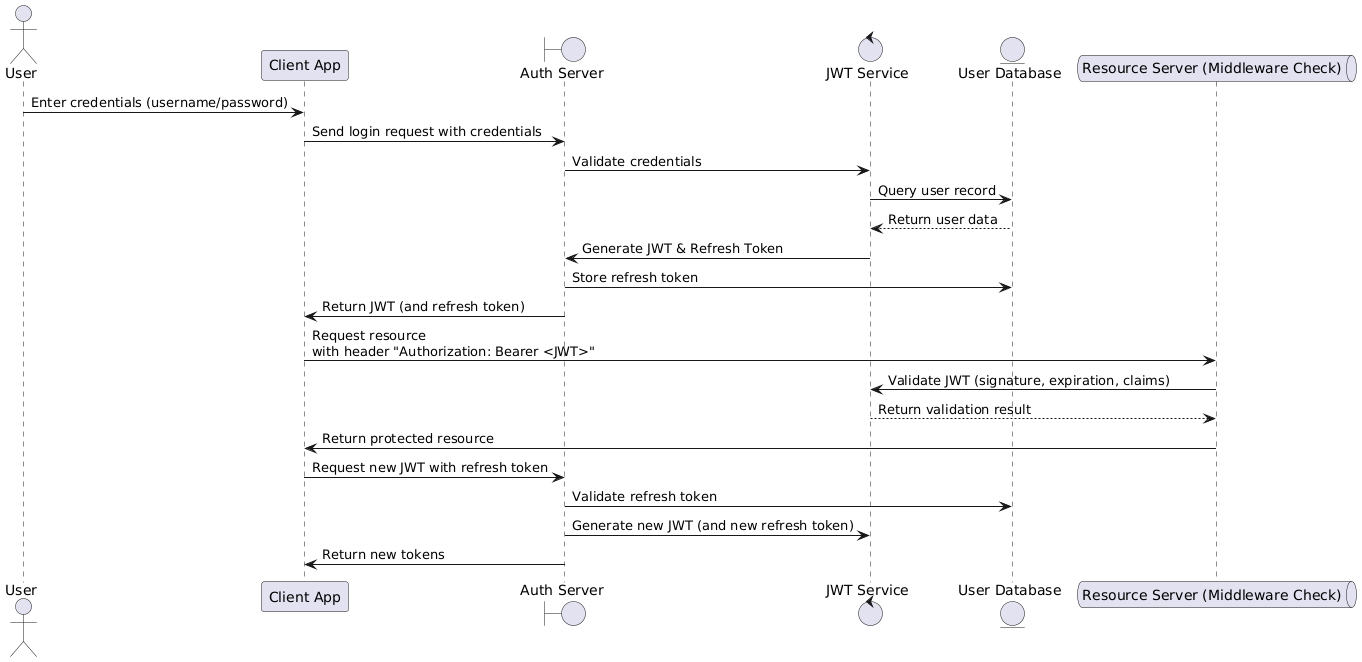 User
Client App
Auth Server
JWT Service
User Database
Resource Server (Middleware Check)
Enter credentials (username/password)
Send login request with credentials
Validate credentials
Query user record
Return user data
Generate JWT & Refresh Token
Store refresh token
Return JWT (and refresh token)
Request resource
with header "Authorization: Bearer <JWT>"
Validate JWT (signature, expiration, claims)
Return validation result
Return protected resource
Request new JWT with refresh token
Validate refresh token
Generate new JWT (and new refresh token)
Return new tokens
User
Client App
Auth Server
JWT Service
User Database
Resource Server (Middleware Check)